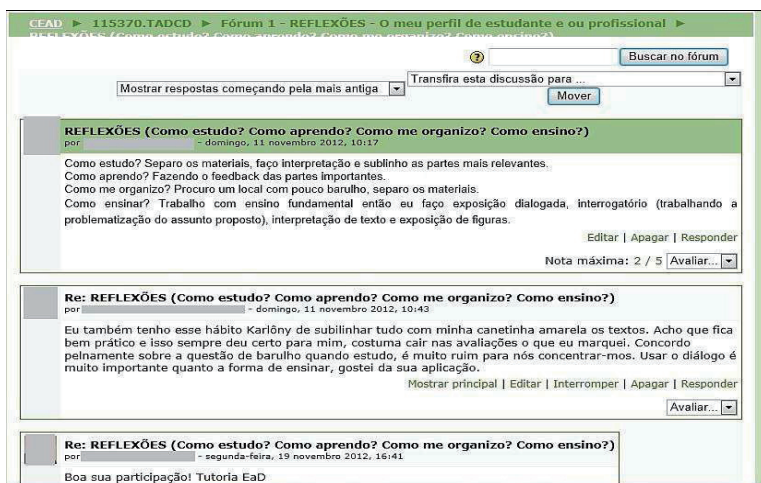 CEAD ► 115370.TADCD ► Fórum 1 - REFLEXÕES - O meu perfil de estudante e ou profissional ►
REFLEXÕES (Como estudo? Como aprendo? Como me organizo? Como ensino?)
Buscar no fórum
Mostrar respostas começando pela mais antiga
Transfira esta discussão para ...
Mover
REFLEXÕES (Como estudo? Como aprendo? Como me organizo? Como ensino?)
por - domingo, 11 novembro 2012, 10:17
Como estudo? Separo os materiais, faço interpretação e sublinho as partes mais relevantes.
Como aprendo? Fazendo o feedback das partes importantes.
Como me organizo? Procuro um local com pouco barulho, separo os materiais.
Como ensinar? Trabalho com ensino fundamental então eu faço exposição dialogada, interrogatório (trabalhando a
problematização do assunto proposto), interpretação de texto e exposição de figuras.
Editar | Apagar | Responder
Nota máxima: 2 / 5 Avaliar...
Re: REFLEXÕES (Como estudo? Como aprendo? Como me organizo? Como ensino?)
por - domingo, 11 novembro 2012, 10:43
Eu também tenho esse hábito Karlôny de subilinhar tudo com minha canetinha amarela os textos. Acho que fica
bem prático e isso sempre deu certo para mim, costuma cair nas avaliações o que eu marquei. Concordo
pelnamente sobre a questão de barulho quando estudo, é muito ruim para nós concentrar-mos. Usar o diálogo é
muito importante quanto a forma de ensinar, gostei da sua aplicação.
Mostrar principal | Editar | Interromper | Apagar | Responder
Avaliar...
Re: REFLEXÕES (Como estudo? Como aprendo? Como me organizo? Como ensino?)
por - segunda-feira, 19 novembro 2012, 16:41
Boa sua participação! Tutoria EaD